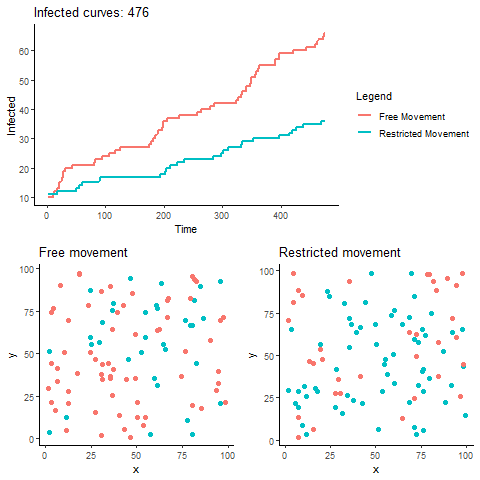 Infected curves: 476
60
50
40
30
20
10
Infected
0
100
200
300
400
Time
Legend
Free Movement
Restricted Movement
Free movement
100
75
50
25
0
y
0
25
50
75
100
x
Restricted movement
100
75
50
25
0
y
0
25
50
75
100
x